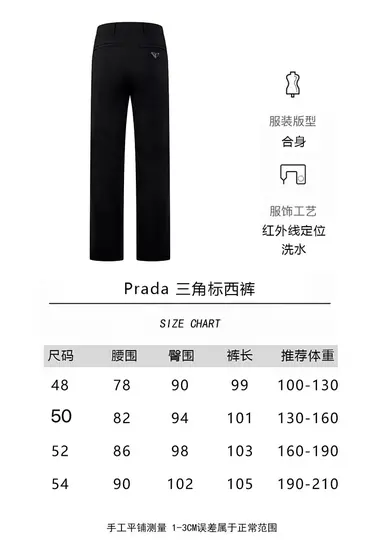 服装版型
合身
服饰工艺
红外线定位
洗水
Prada 三角标西裤
SIZE CHART
尺码 腰围 臀围 裤长 推荐体重
48 78 90 99 100-130
50 82 94 101 130-160
52 86 98 103 160-190
54 90 102 105 190-210
手工平铺测量 1-3CM误差属于正常范围